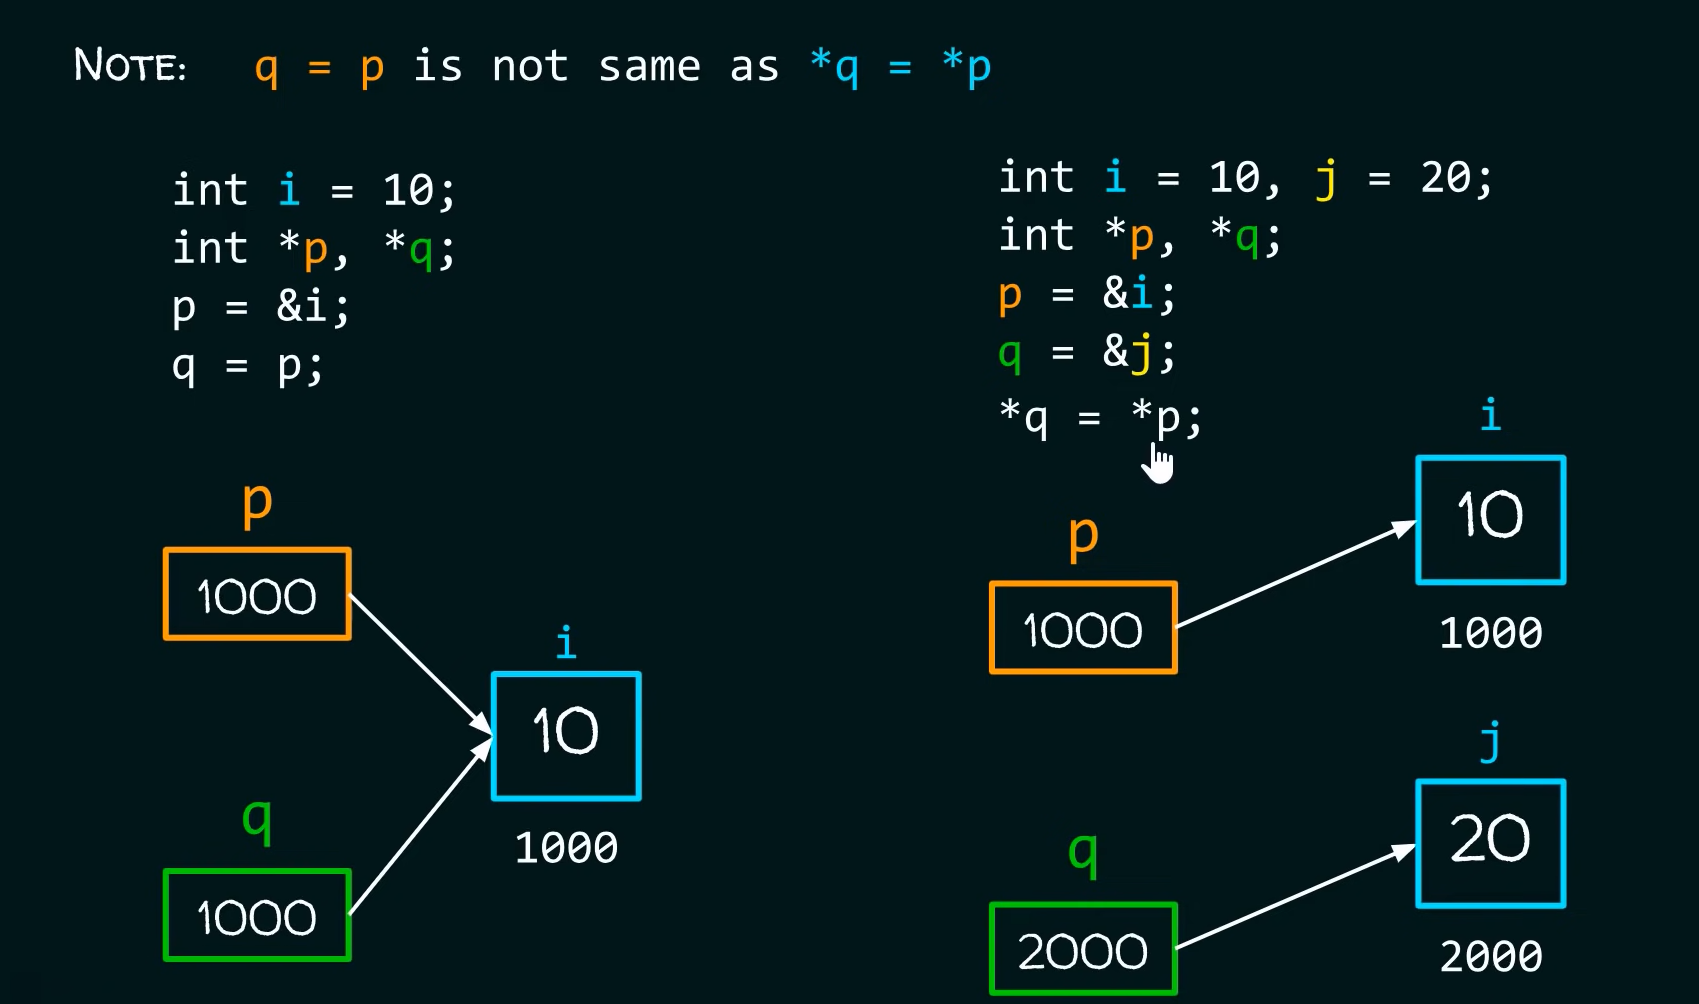 NOTE: q = p is not same as *q = *p
int i = 10;
int *p, *q;
p = &i;
q = p;
p
1000
i
10
1000
q
1000
int i = 10, j = 20;
int *p, *q;
p = &i;
q = &j;
*q = *p;
i
10
1000
p
1000
j
20
2000
q
2000